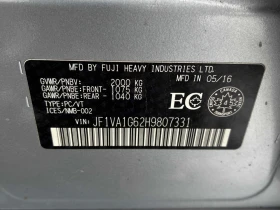 MFD. BY FUJI HEAVY INDUSTRIES LTD.
MFD IN 05/16
GVWR/PNBV: 2000 KG
GAWR/PNBE:FRONT- 1075 KG
GAWR/PNBE:REAR - 1040 KG
TYPE:PC/VT
ICES/NMB-002
EC
VIN: JF1VA1G62H9807331